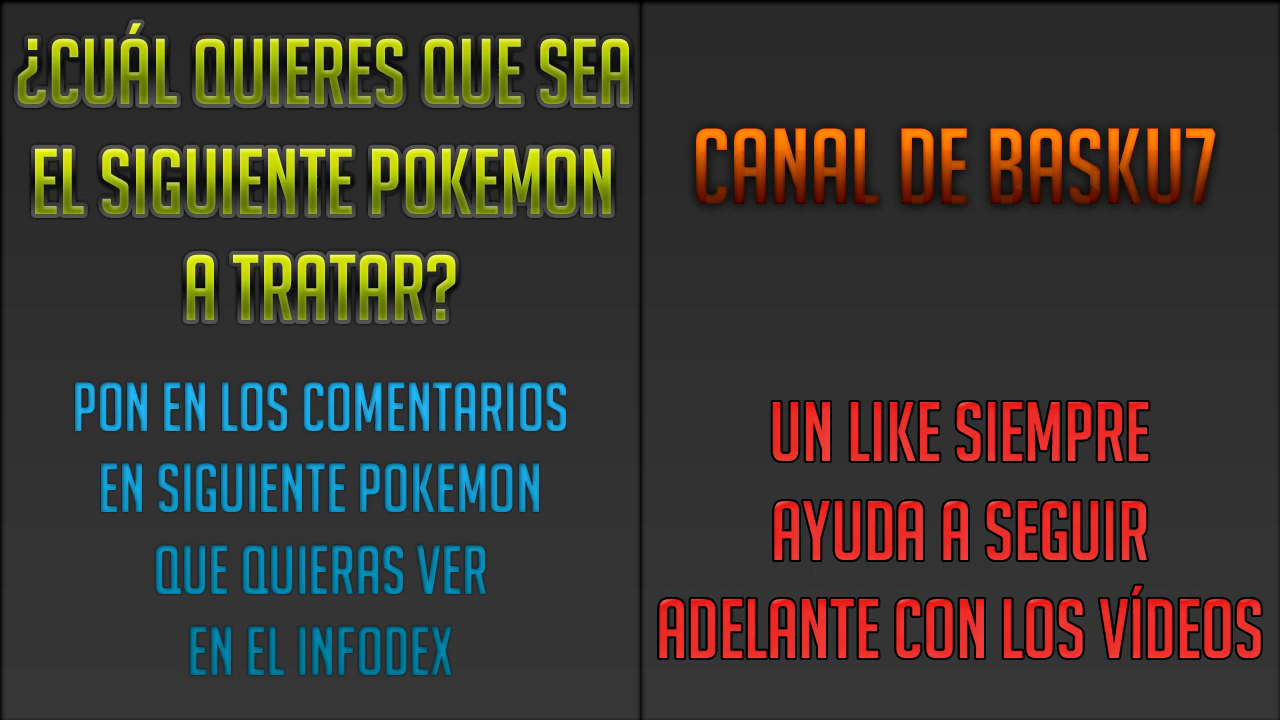 ¿CUÁL QUIERES QUE SEA
EL SIGUIENTE POKEMON
A TRATAR?
PON EN LOS COMENTARIOS
EN SIGUIENTE POKEMON
QUE QUIERAS VER
EN EL INFODEX
CANAL DE BASKU7
UN LIKE SIEMPRE
AYUDA A SEGUIR
ADELANTE CON LOS VÍDEOS